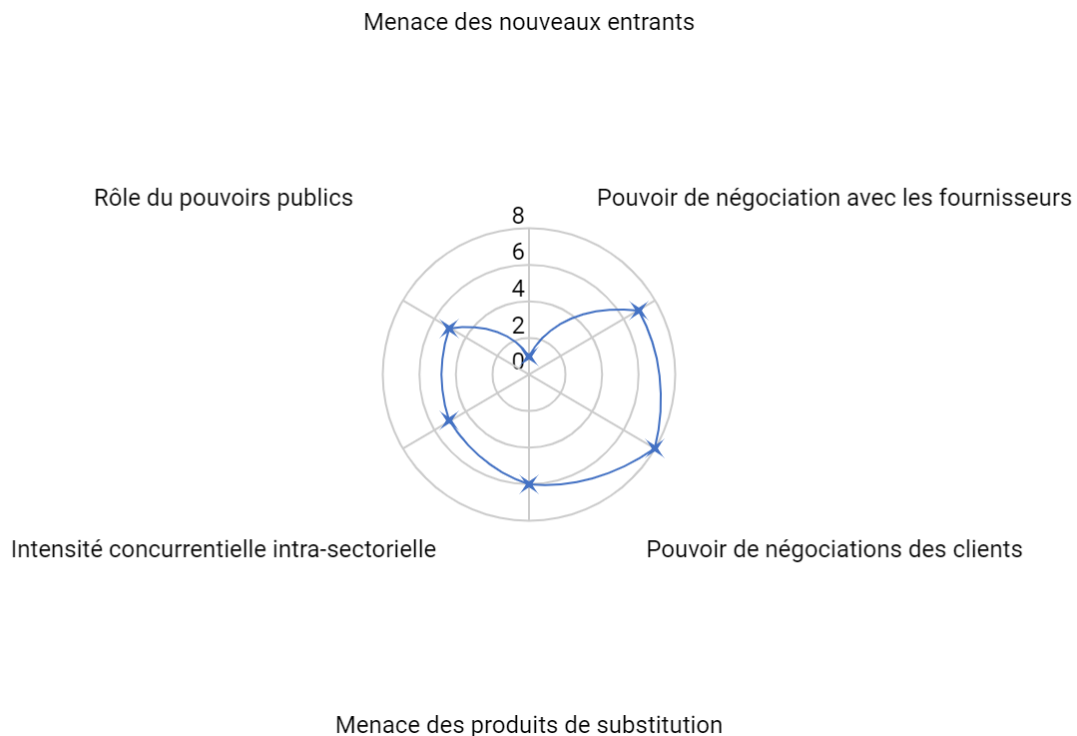 Menace des nouveaux entrants
Rôle du pouvoirs publics
Pouvoir de négociation avec les fournisseurs
8
6
4
2
0
Intensité concurrentielle intra-sectorielle
Pouvoir de négociations des clients
Menace des produits de substitution